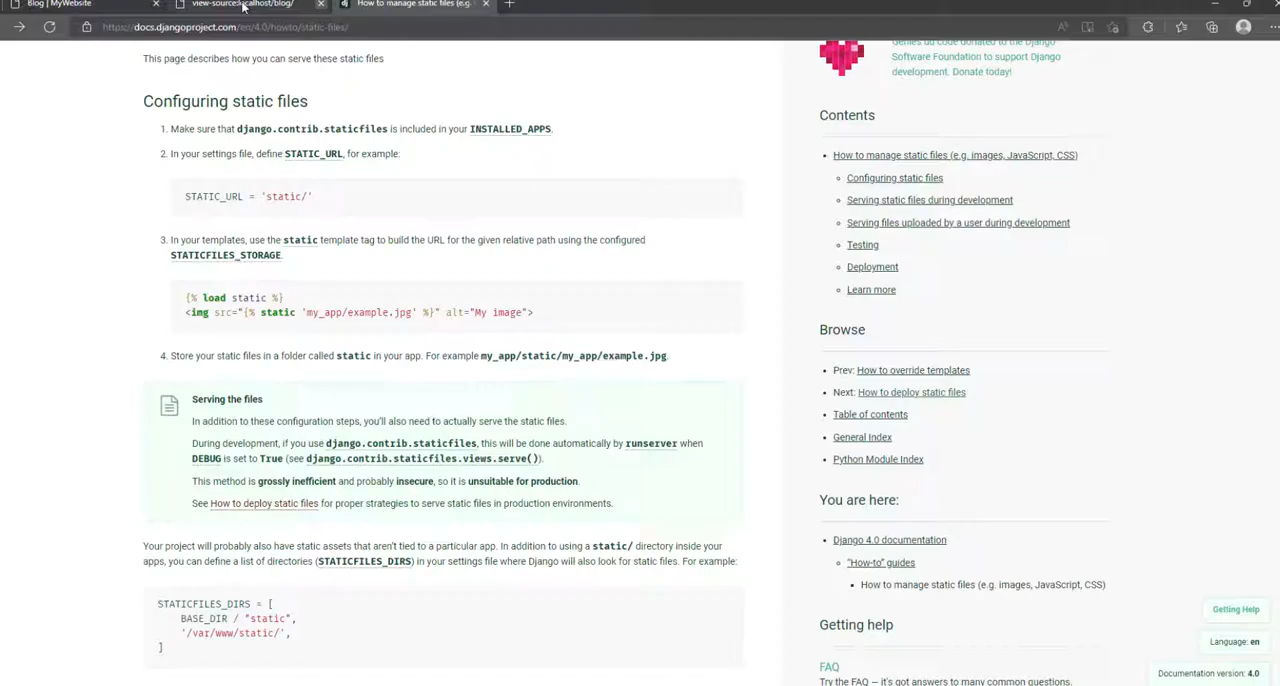 Blog | MyWebsite
view-source:localhost/blog/
How to manage static files (e.g.
https://docs.djangoproject.com/en/4.0/howto/static-files/
This page describes how you can serve these static files
Configuring static files
1. Make sure that django.contrib.staticfiles is included in your INSTALLED_APPS.
2. In your settings file, define STATIC_URL, for example:
STATIC_URL = 'static/'
3. In your templates, use the static template tag to build the URL for the given relative path using the configured
STATICFILES_STORAGE.
{% load static %}
<img src="{% static 'my_app/example.jpg' %}" alt="My image">
4. Store your static files in a folder called static in your app. For example my_app/static/my_app/example.jpg.
Serving the files
In addition to these configuration steps, you'll also need to actually serve the static files.
During development, if you use django.contrib.staticfiles, this will be done automatically by runserver when
DEBUG is set to True (see django.contrib.staticfiles.views.serve()).
This method is grossly inefficient and probably insecure, so it is unsuitable for production.
See How to deploy static files for proper strategies to serve static files in production environments.
Your project will probably also have static assets that aren't tied to a particular app. In addition to using a static/ directory inside your
apps, you can define a list of directories (STATICFILES_DIRS) in your settings file where Django will also look for static files. For example:
STATICFILES_DIRS = [
BASE_DIR / "static",
'/var/www/static/',
]
donated to the Django
Software Foundation to support Django
development. Donate today!
Contents
How to manage static files (e.g. images, JavaScript, CSS)
Configuring static files
Serving static files during development
Serving files uploaded by a user during development
Testing
Deployment
Learn more
Browse
Prev: How to override templates
Next: How to deploy static files
Table of contents
General Index
Python Module Index
You are here:
Django 4.0 documentation
"How-to" guides
How to manage static files (e.g. images, JavaScript, CSS)
Getting help
FAQ
Try the FAQ — it's got answers to many common questions.
Getting Help
Language: en
Documentation version: 4.0